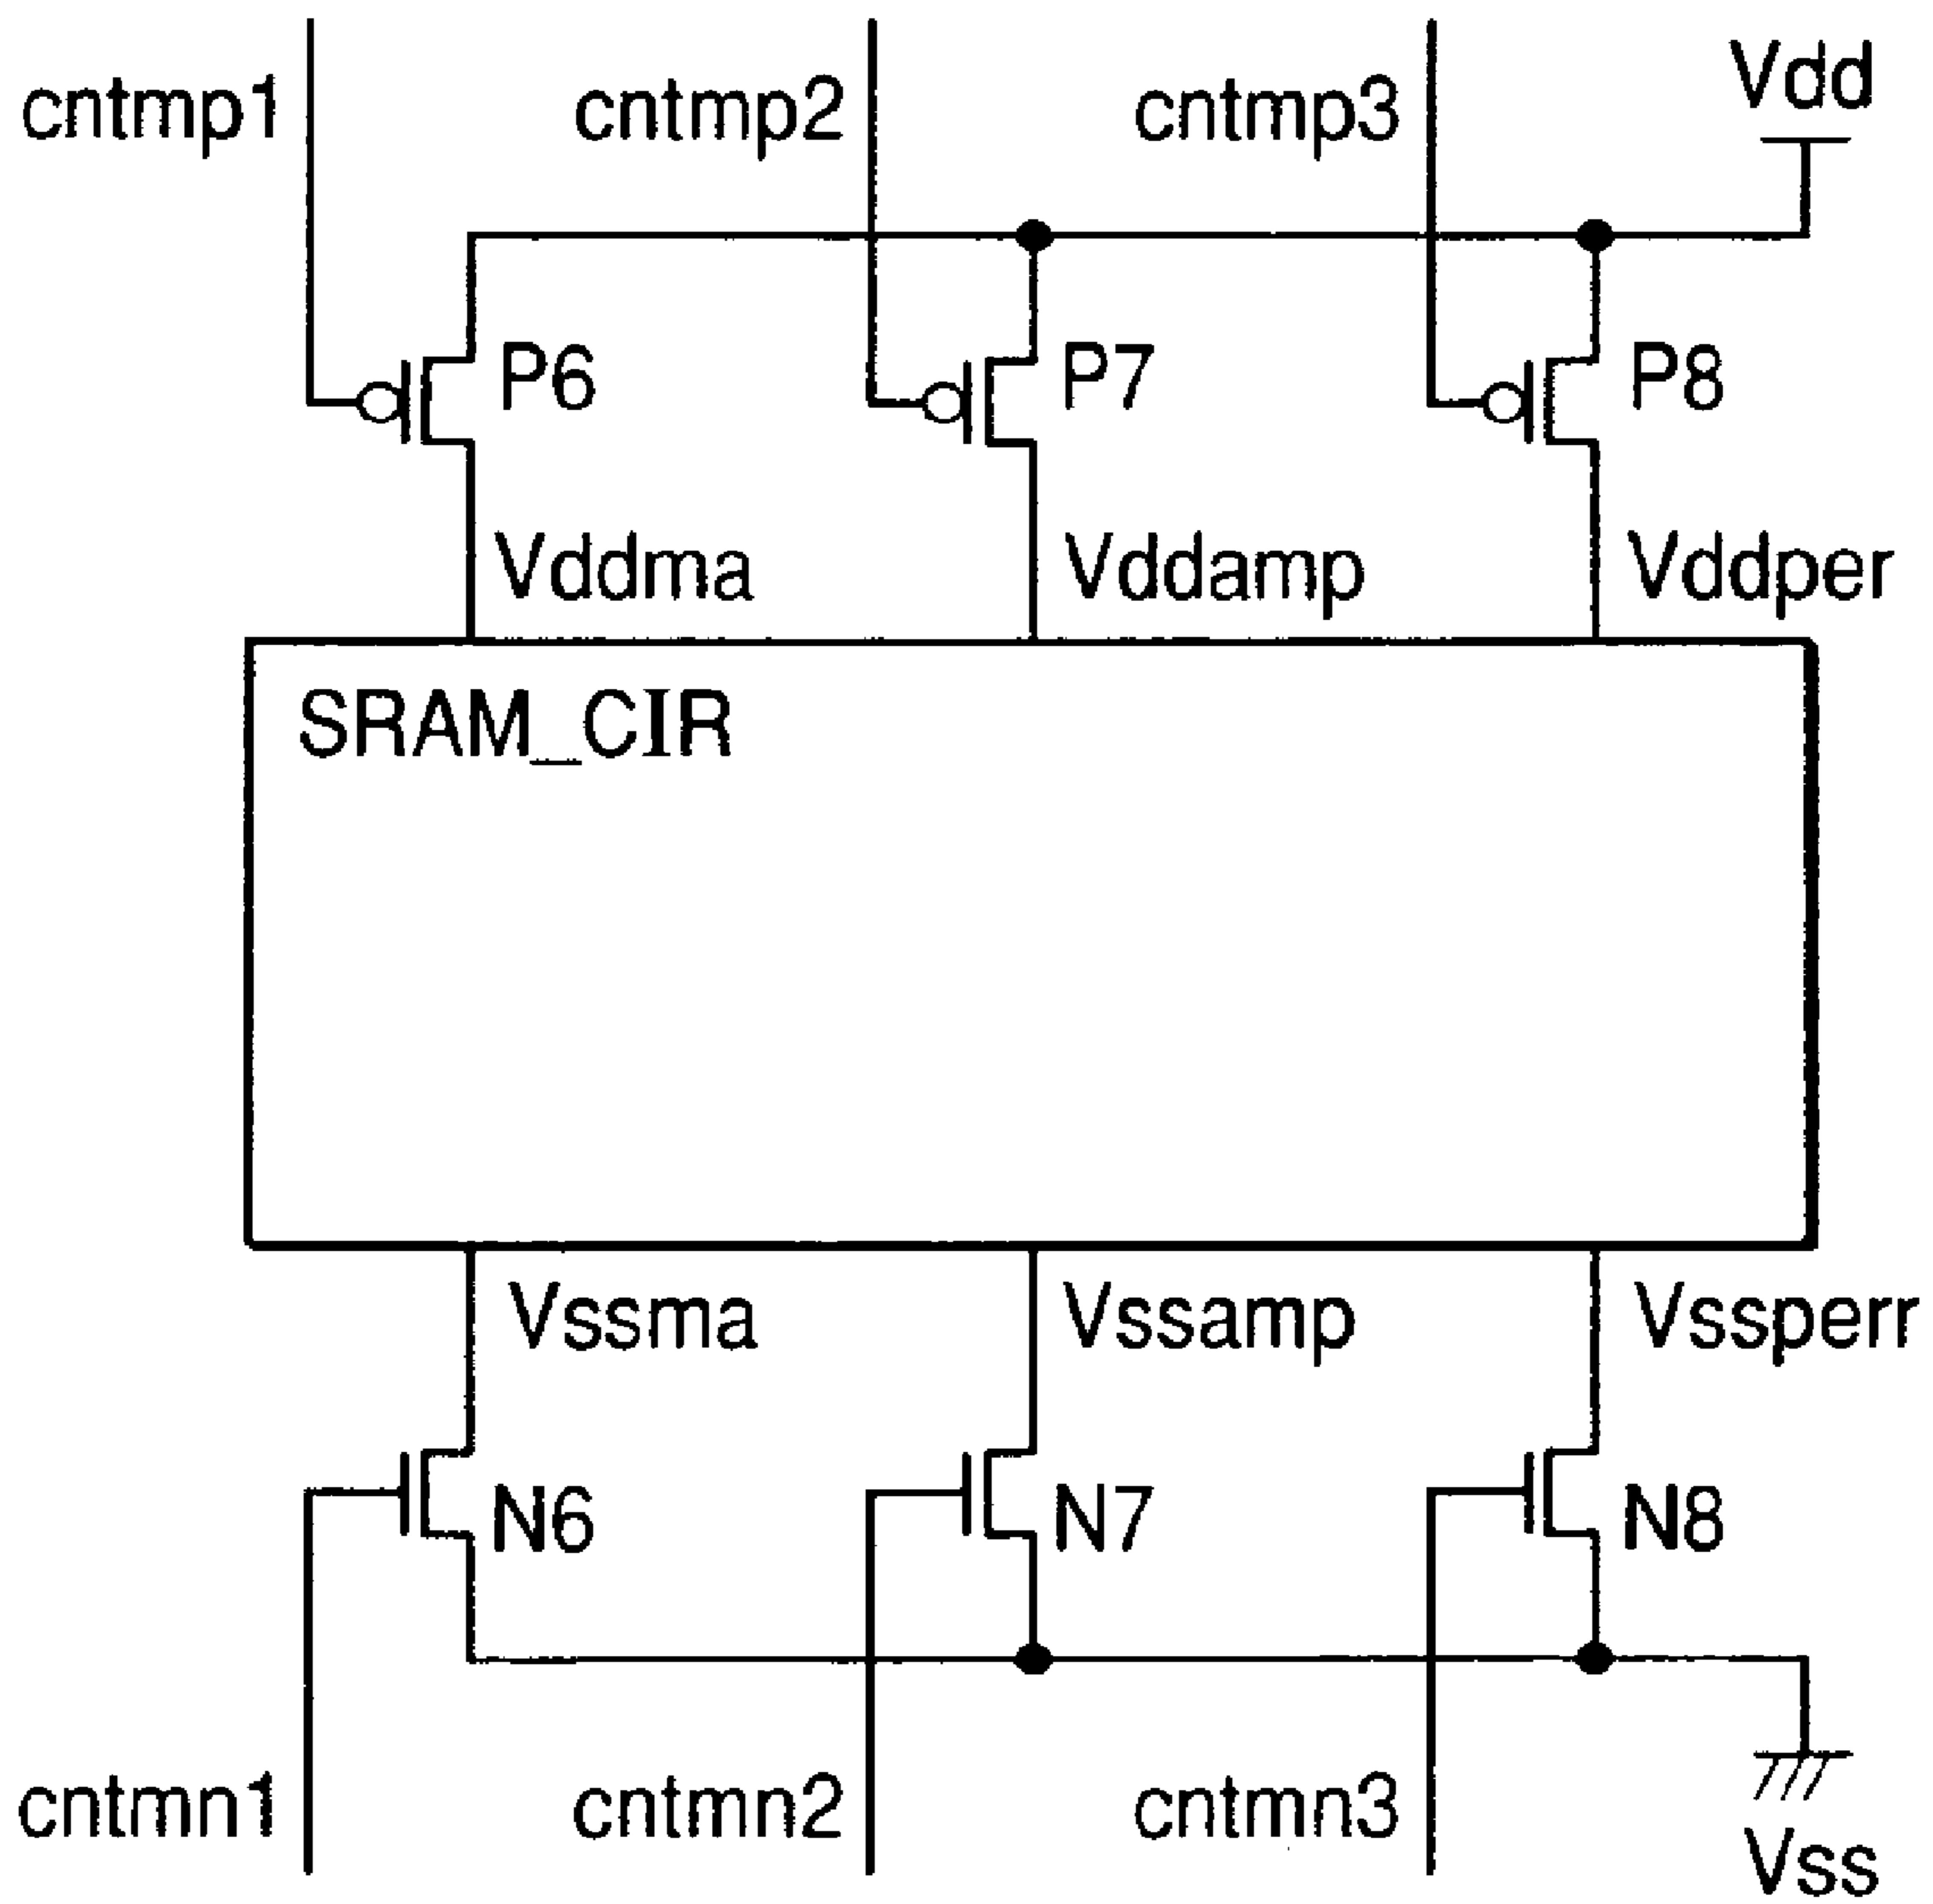 cntmp1
cntmp2
cntmp3
Vdd
P6
P7
P8
Vddma
Vddamp
Vddper
SRAM_CIR
Vssma
Vssamp
Vssperr
N6
N7
N8
cntmn1
cntmn2
cntmn3
Vss